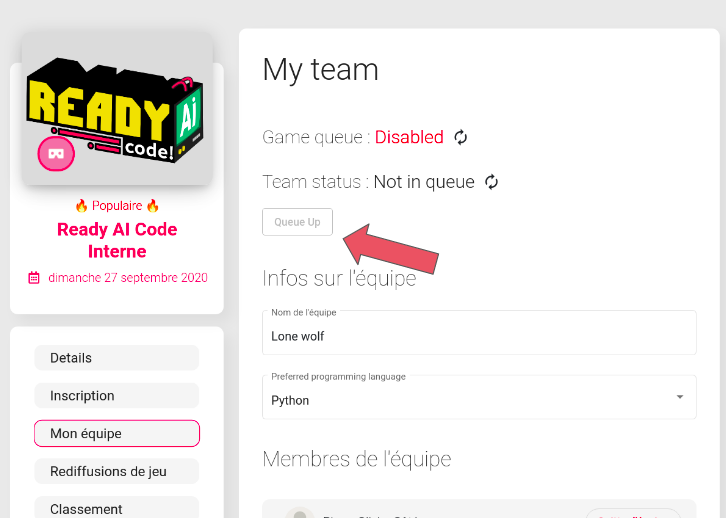 READY
Ai
code!
🔥 Populaire 🔥
Ready AI Code
Interne
dimanche 27 septembre 2020
Details
Inscription
Mon équipe
Rediffusions de jeu
Classement
My team
Game queue : Disabled
Team status : Not in queue
Queue Up
Infos sur l'équipe
Nom de l'équipe
Lone wolf
Preferred programming language
Python
Membres de l'équipe